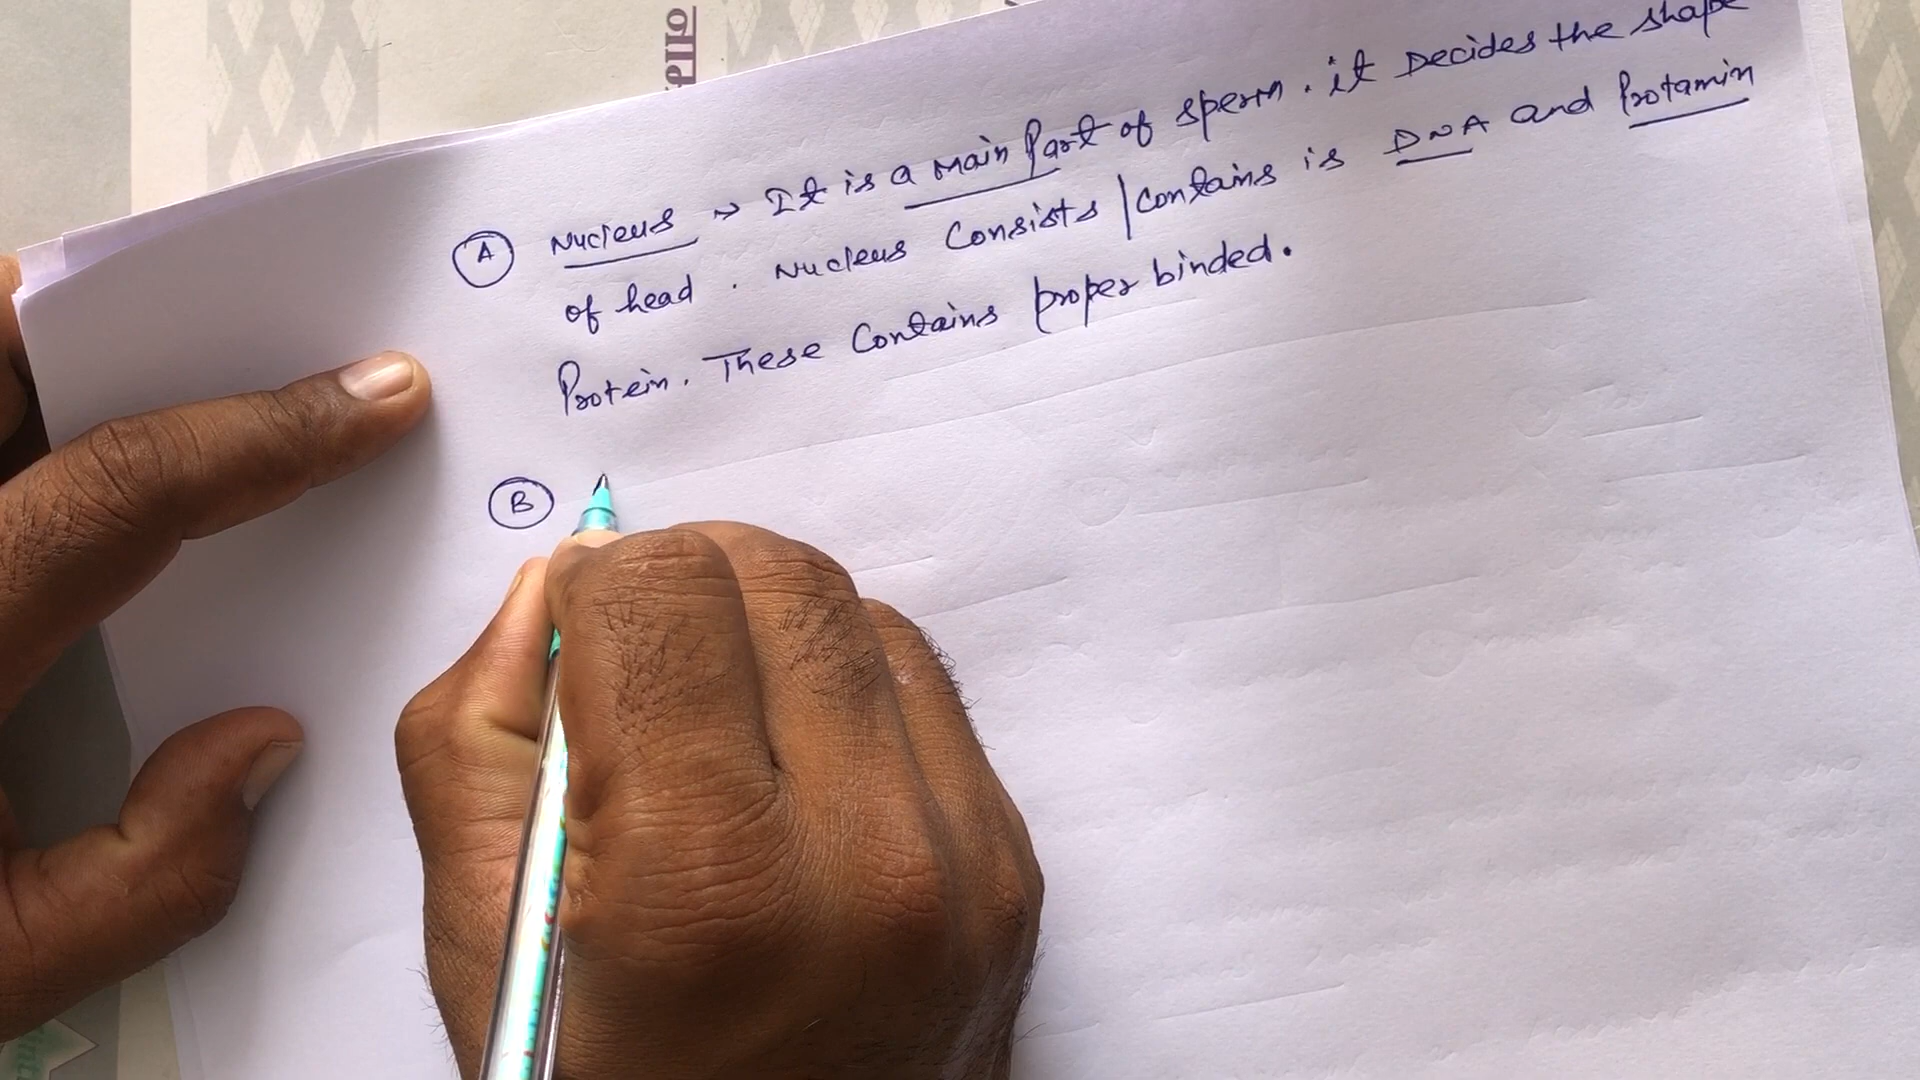 A Nucleus → It is a main Part of sperm. it Decides the shape
of head. Nucleus Consists / Contains is DNA and Protamin
Protein. These Contains proper binded.
B